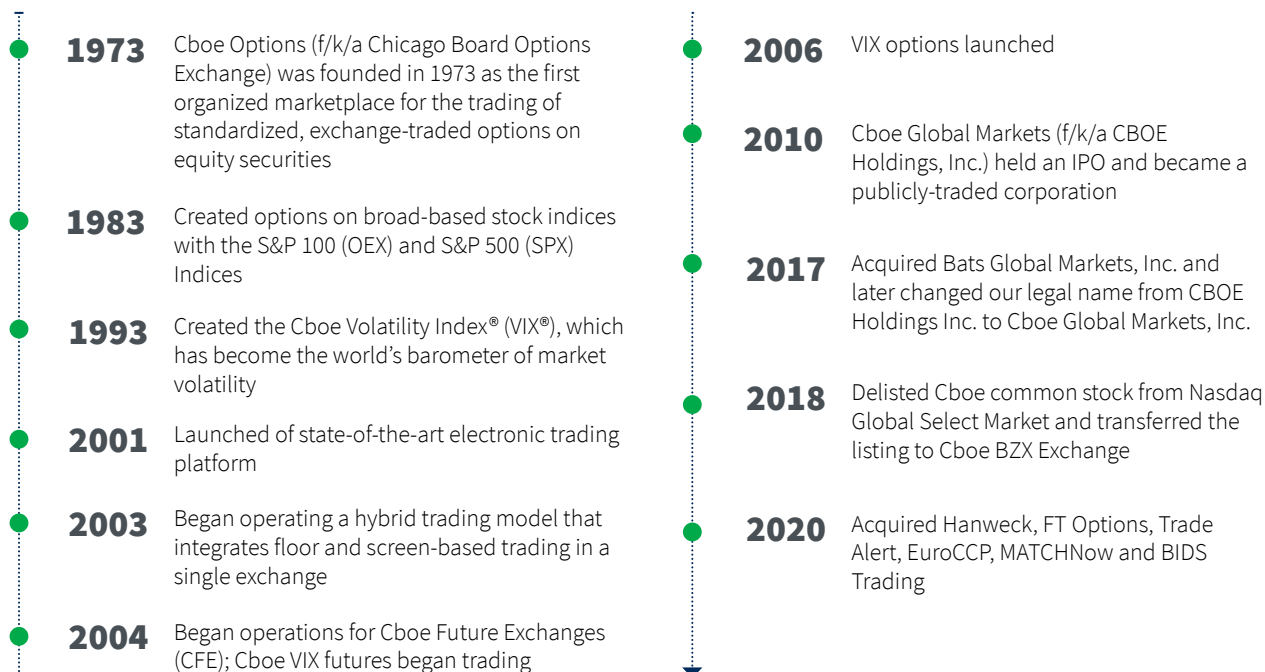 1973
Cboe Options (f/k/a Chicago Board Options
Exchange) was founded in 1973 as the first
organized marketplace for the trading of
standardized, exchange-traded options on
equity securities
1983
Created options on broad-based stock indices
with the S&P 100 (OEX) and S&P 500 (SPX)
Indices
1993
Created the Cboe Volatility Index® (VIX®), which
has become the world’s barometer of market
volatility
2001
Launched of state-of-the-art electronic trading
platform
2003
Began operating a hybrid trading model that
integrates floor and screen-based trading in a
single exchange
2004
Began operations for Cboe Future Exchanges
(CFE); Cboe VIX futures began trading
2006
VIX options launched
2010
Cboe Global Markets (f/k/a CBOE
Holdings, Inc.) held an IPO and became a
publicly-traded corporation
2017
Acquired Bats Global Markets, Inc. and
later changed our legal name from CBOE
Holdings Inc. to Cboe Global Markets, Inc.
2018
Delisted Cboe common stock from Nasdaq
Global Select Market and transferred the
listing to Cboe BZX Exchange
2020
Acquired Hanweck, FT Options, Trade
Alert, EuroCCP, MATCHNow and BIDS
Trading